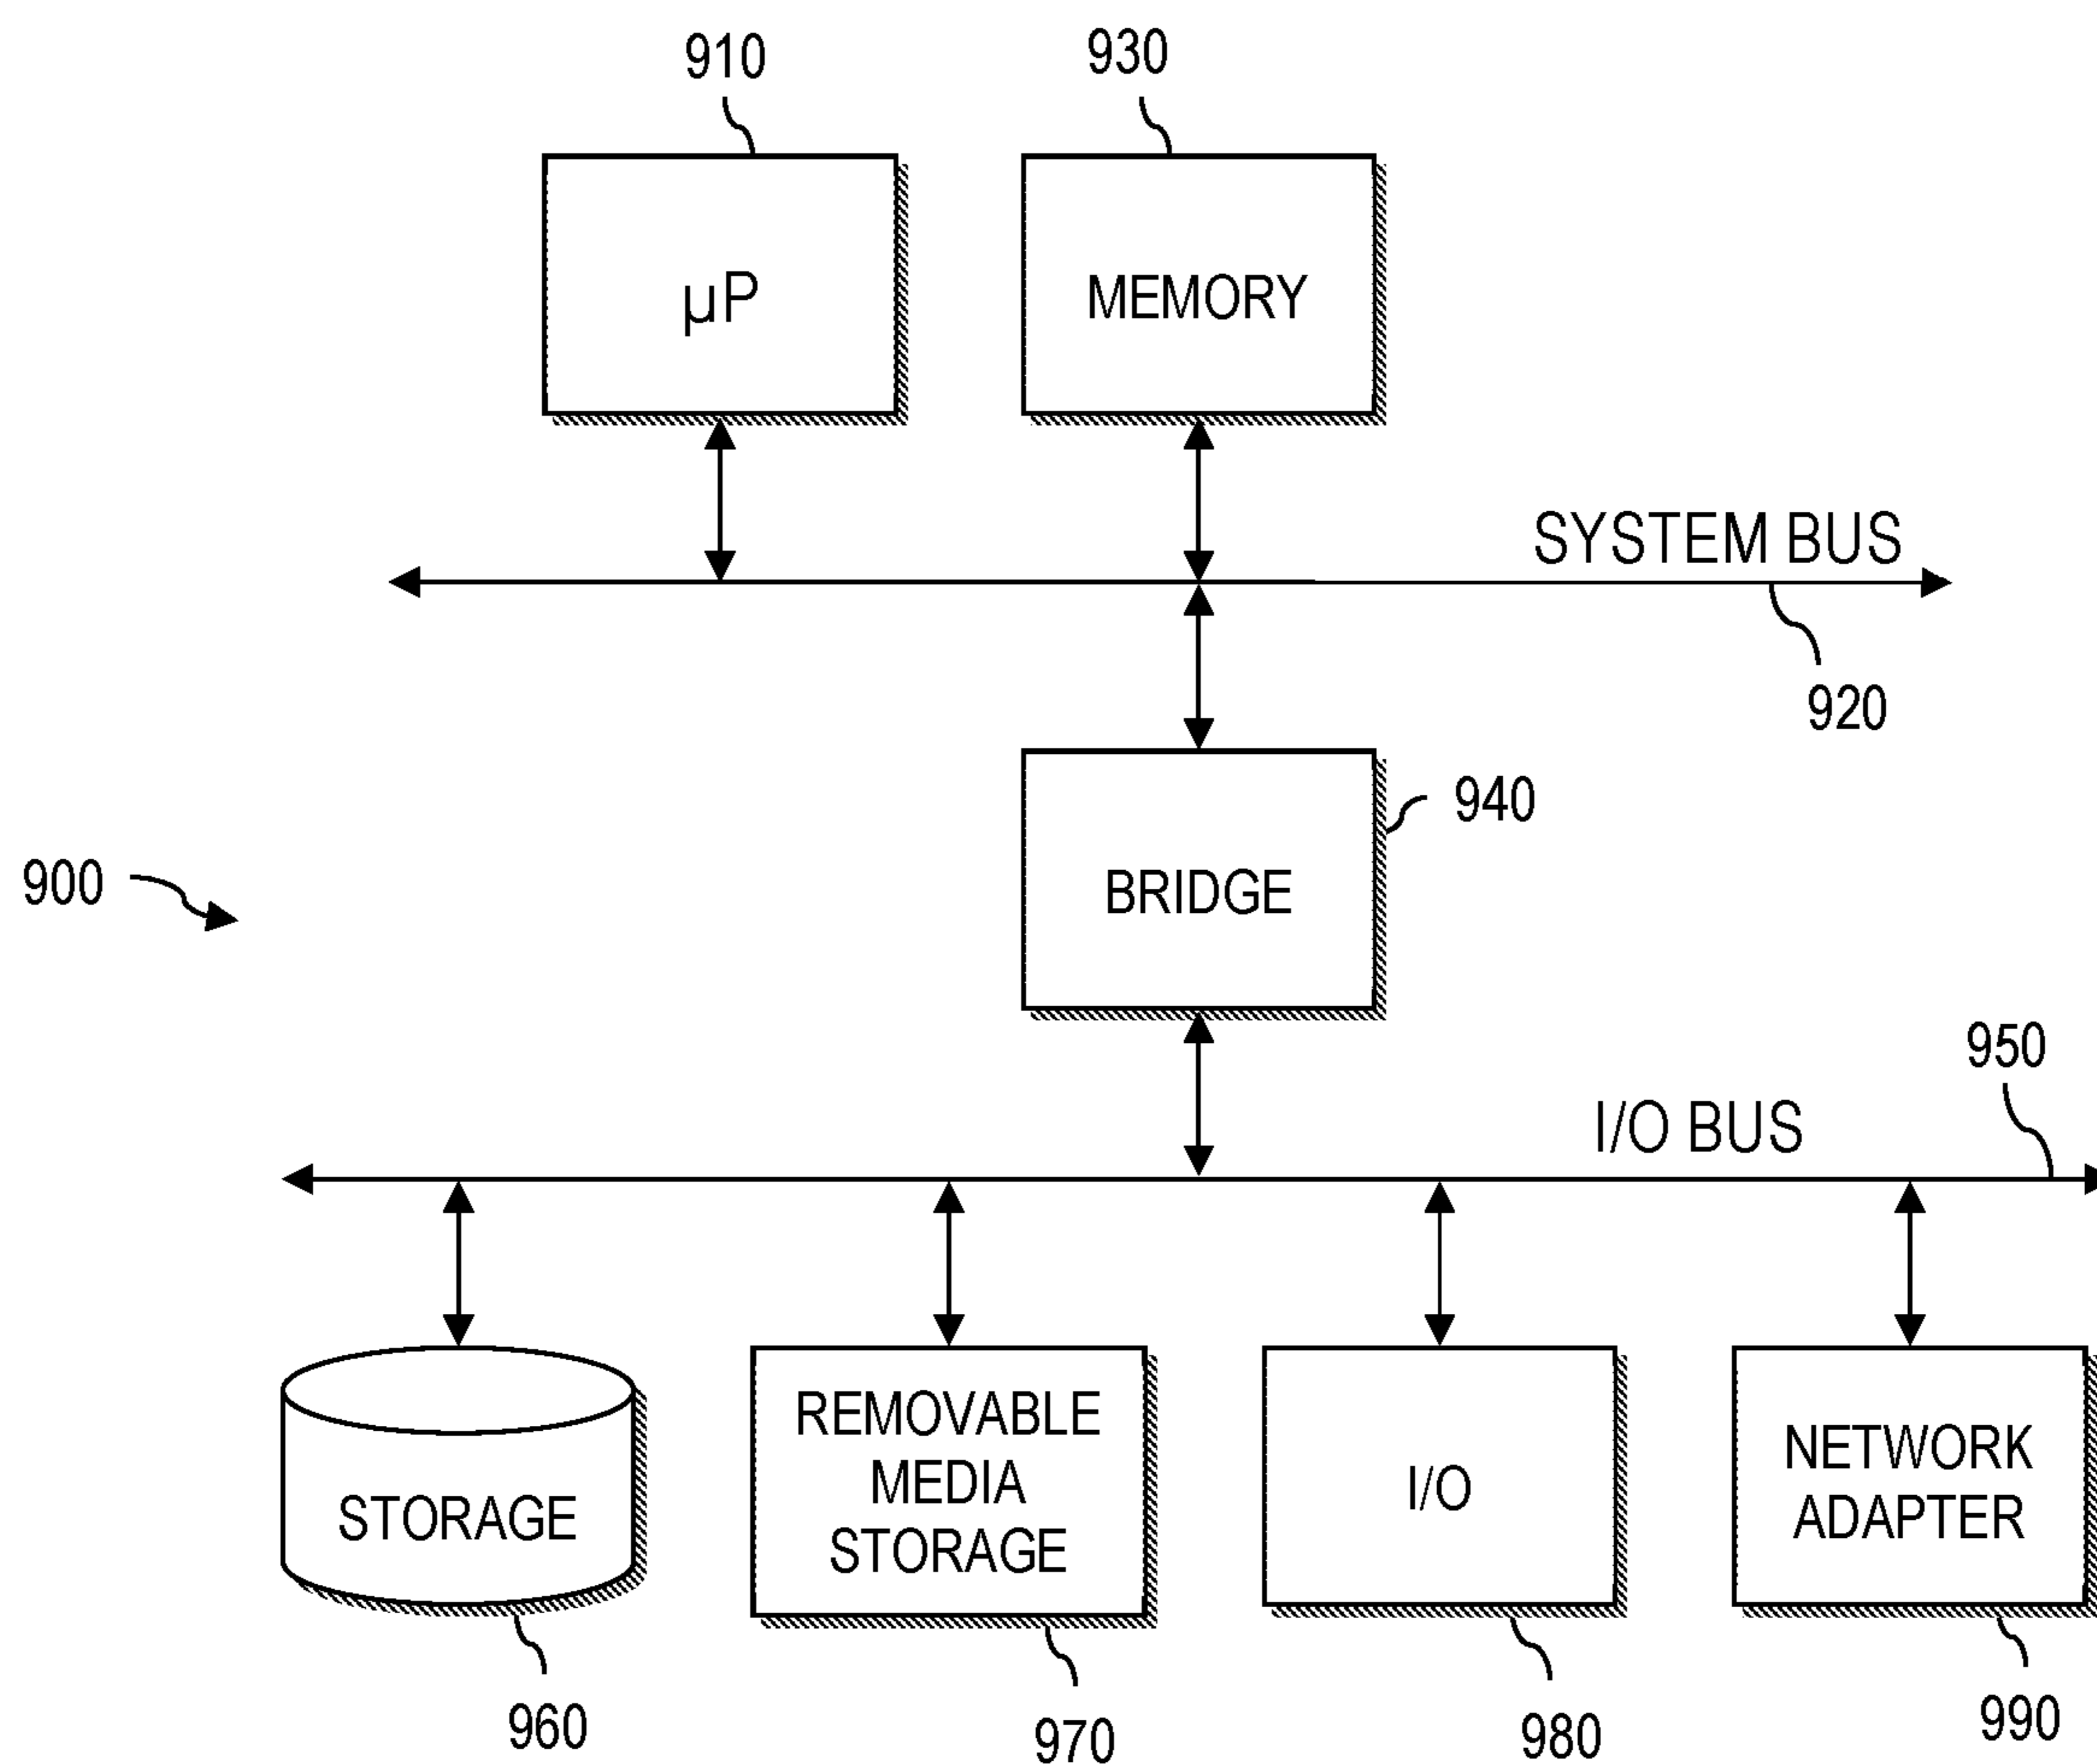 910
930
µP
MEMORY
SYSTEM BUS
920
940
BRIDGE
900
950
I/O BUS
REMOVABLE
MEDIA
STORAGE
STORAGE
I/O
NETWORK
ADAPTER
960
970
980
990